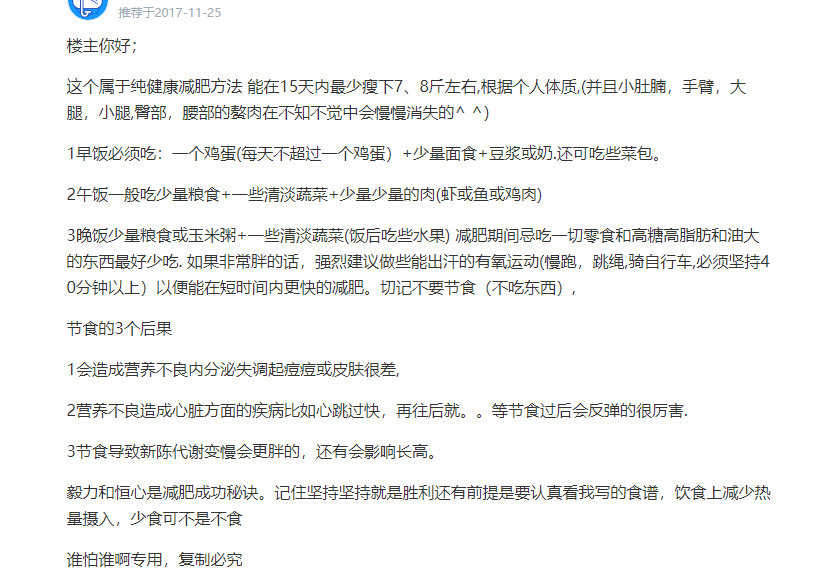 推荐于2017-11-25
楼主你好；
这个属于纯健康减肥方法 能在15天内最少瘦下7、8斤左右,根据个人体质,(并且小肚腩，手臂，大
腿，小腿,臀部，腰部的赘肉在不知不觉中会慢慢消失的^ ^)
1早饭必须吃：一个鸡蛋(每天不超过一个鸡蛋）+少量面食+豆浆或奶.还可吃些菜包。
2午饭一般吃少量粮食+一些清淡蔬菜+少量少量的肉(虾或鱼或鸡肉)
3晚饭少量粮食或玉米粥+一些清淡蔬菜(饭后吃些水果) 减肥期间忌吃一切零食和高糖高脂肪和油大
的东西最好少吃. 如果非常胖的话，强烈建议做些能出汗的有氧运动(慢跑，跳绳,骑自行车,必须坚持4
0分钟以上）以便能在短时间内更快的减肥。切记不要节食（不吃东西）,
节食的3个后果
1会造成营养不良内分泌失调起痘痘或皮肤很差,
2营养不良造成心脏方面的疾病比如心跳过快，再往后就。。等节食过后会反弹的很厉害.
3节食导致新陈代谢变慢会更胖的，还有会影响长高。
毅力和恒心是减肥成功秘诀。记住坚持坚持就是胜利还有前提是要认真看我写的食谱，饮食上减少热
量摄入，少食可不是不食
谁怕谁啊专用，复制必究